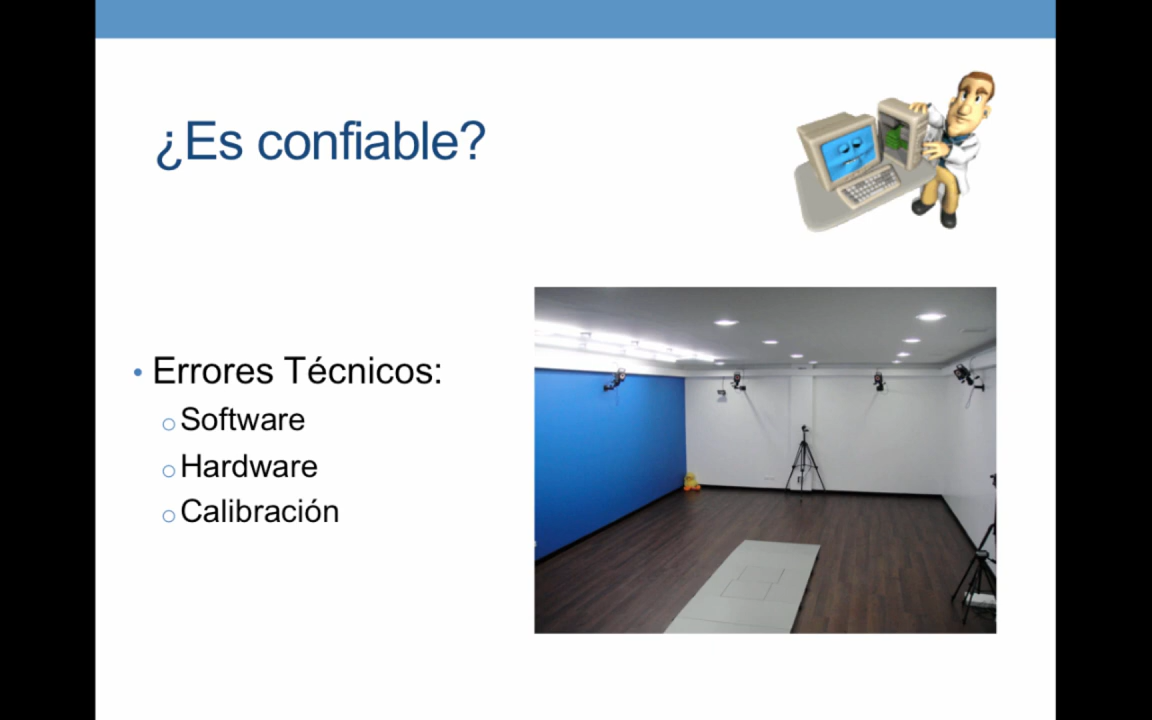 ¿Es confiable?
• Errores Técnicos:
o Software
o Hardware
o Calibración